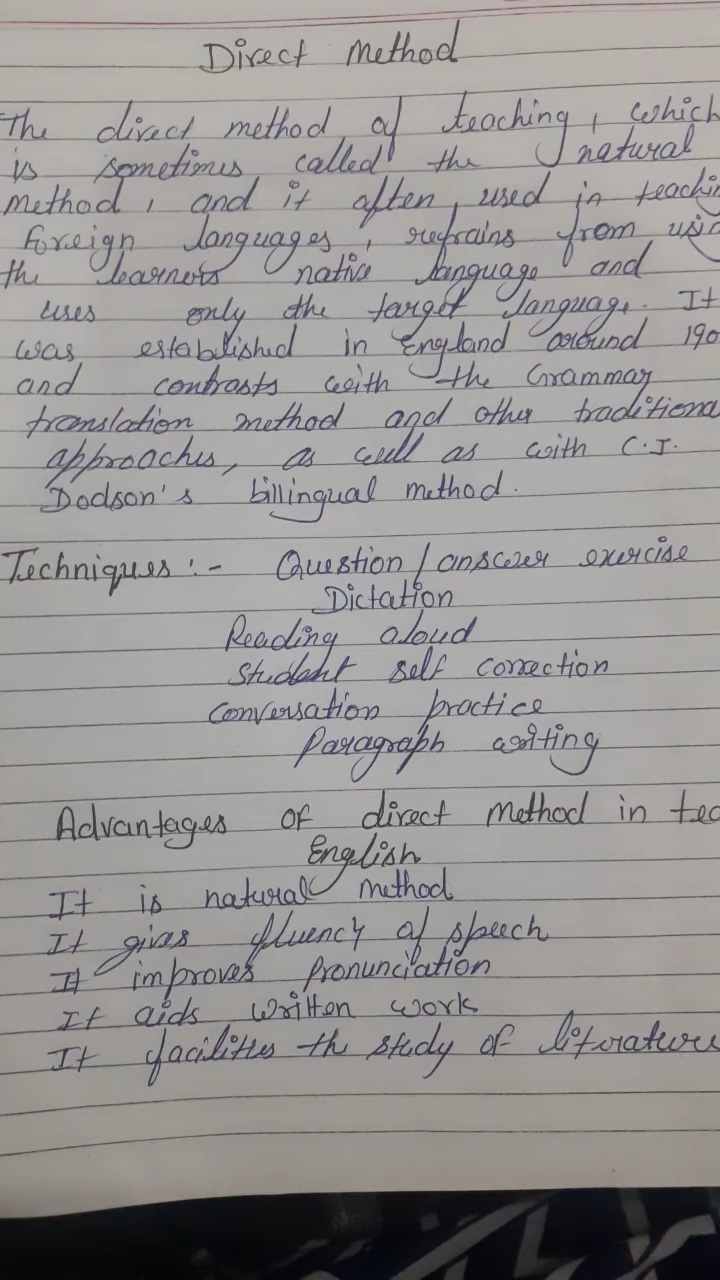 Direct Method
The direct method of teaching, which
is sometimes called the natural
method, and it often used in teachin
foreign languages, refrains from usin
the learners native language and
uses only the target language. It
was established in England around 190
and contrasts with the Grammar
translation method and other traditiona
approaches, as well as with C.J.
Dodson's billingual method.
Techniques :- Question / answer exercise
Dictation
Reading aloud
Student self correction
Conversation practice
Paragraph writing
Advantages of direct method in tea
English
It is natural method
It gives fluency of speech
It improves Pronunciation
It aids written work
It facilities the study of literature